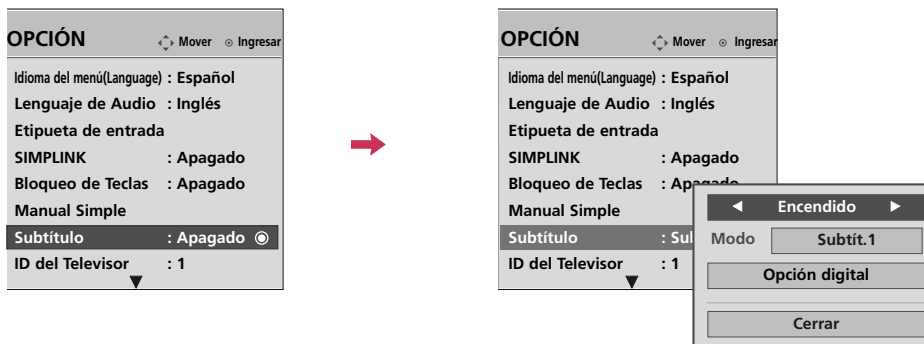 OPCIÓN Mover Ingresar
Idioma del menú(Language) : Español
Lenguaje de Audio : Inglés
Etipueta de entrada
SIMPLINK : Apagado
Bloqueo de Teclas : Apagado
Manual Simple
Subtítulo : Apagado
ID del Televisor : 1
OPCIÓN Mover Ingresar
Idioma del menú(Language) : Español
Lenguaje de Audio : Inglés
Etipueta de entrada
SIMPLINK : Apagado
Bloqueo de Teclas : Apagado
Manual Simple
Subtítulo : Sub
ID del Televisor : 1
Encendido
Modo Subtít.1
Opción digital
Cerrar